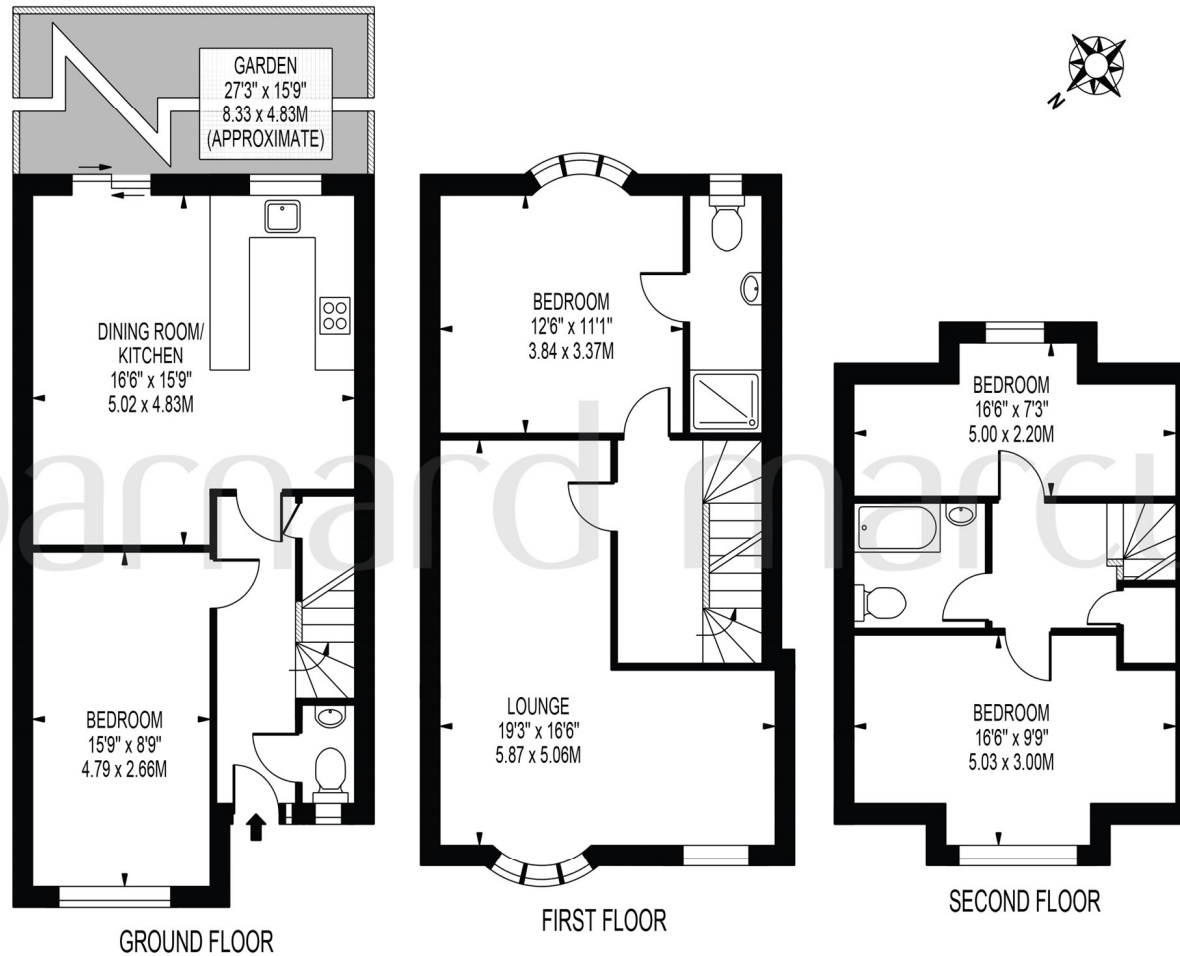 GARDEN
27'3" x 15'9"
8.33 x 4.83M
(APPROXIMATE)
N
DINING ROOM/
KITCHEN
16'6" x 15'9"
5.02 x 4.83M
BEDROOM
15'9" x 8'9"
4.79 x 2.66M
GROUND FLOOR
BEDROOM
12'6" x 11'1"
3.84 x 3.37M
LOUNGE
19'3" x 16'6"
5.87 x 5.06M
FIRST FLOOR
BEDROOM
16'6" x 7'3"
5.00 x 2.20M
BEDROOM
16'6" x 9'9"
5.03 x 3.00M
SECOND FLOOR
barnard marcu